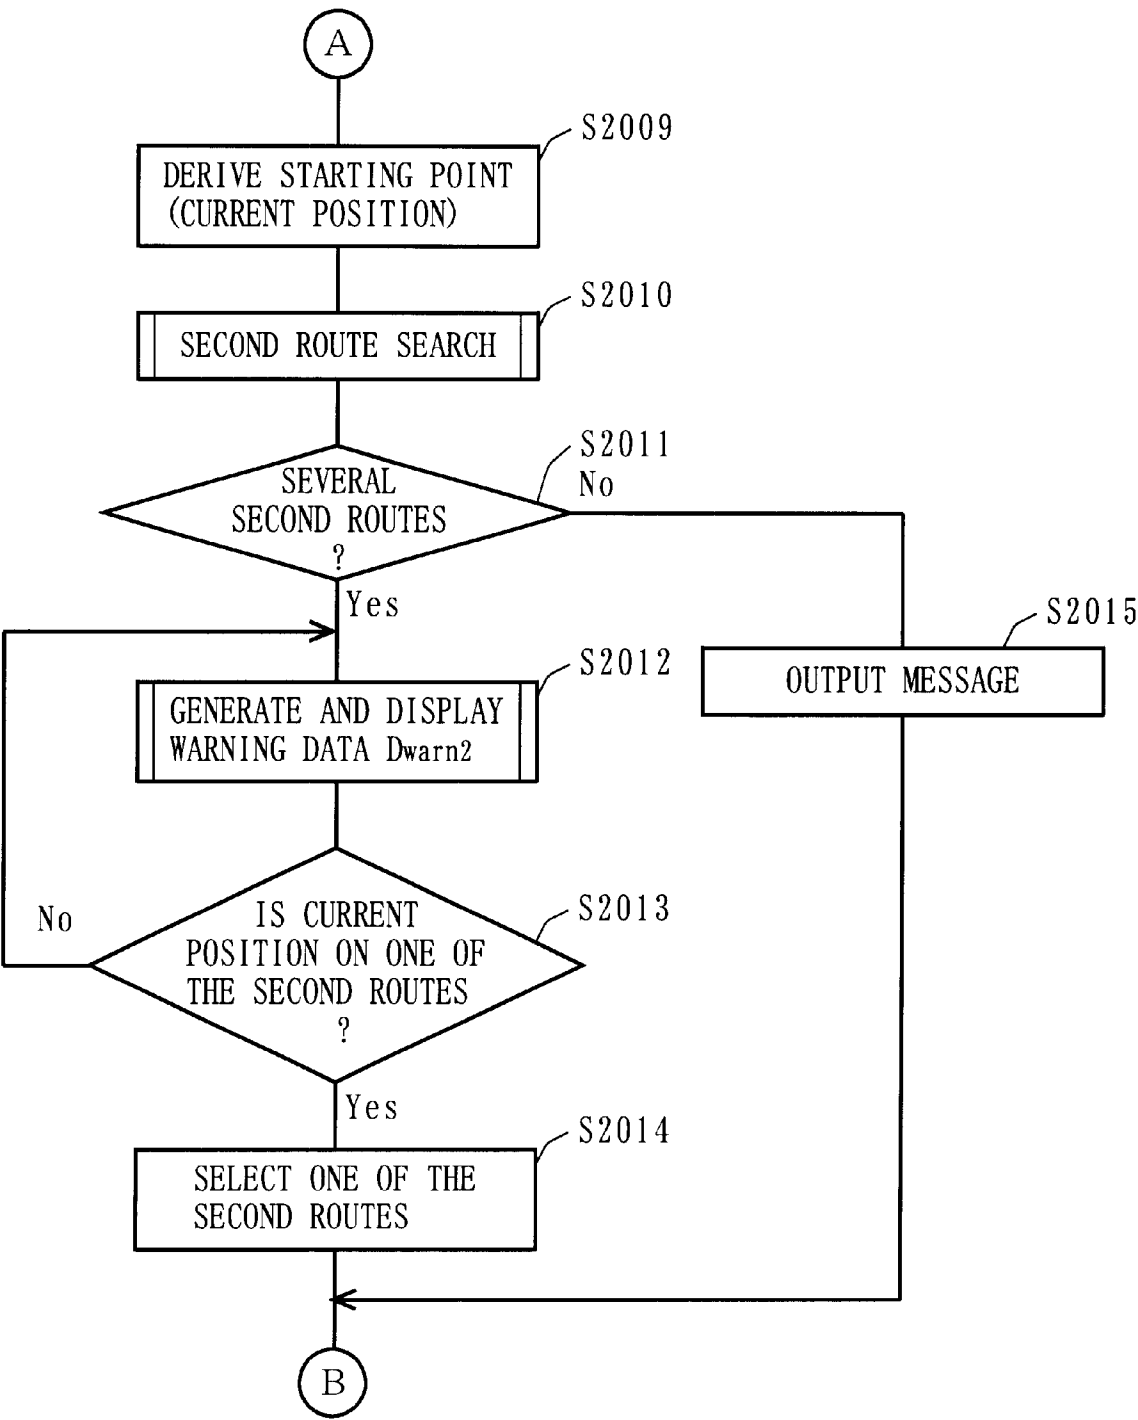 A
S2009
DERIVE STARTING POINT
(CURRENT POSITION)
S2010
SECOND ROUTE SEARCH
S2011
SEVERAL
SECOND ROUTES
?
No
Yes
S2015
OUTPUT MESSAGE
S2012
GENERATE AND DISPLAY
WARNING DATA Dwarn2
S2013
IS CURRENT
POSITION ON ONE OF
THE SECOND ROUTES
?
No
Yes
S2014
SELECT ONE OF THE
SECOND ROUTES
B